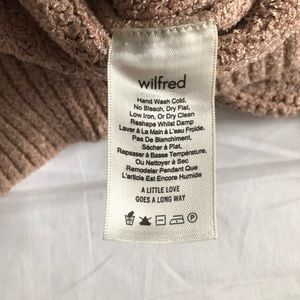 wilfred
Hand Wash Cold,
No Bleach, Dry Flat,
Low Iron, Or Dry Clean
Reshape Whilst Damp
Laver à La Main à L'eau Froide,
Pas De Blanchiment,
Sécher à Plat,
Repasser à Basse Température,
Ou Nettoyer à Sec
Remodeler Pendant Que
L'article Est Encore Humide
A LITTLE LOVE
GOES A LONG WAY
P